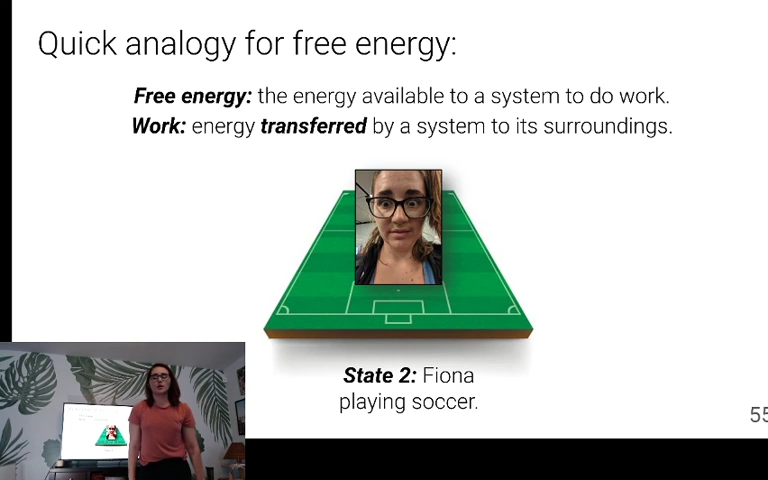 Quick analogy for free energy:
Free energy: the energy available to a system to do work.
Work: energy transferred by a system to its surroundings.
State 2: Fiona
playing soccer.
55